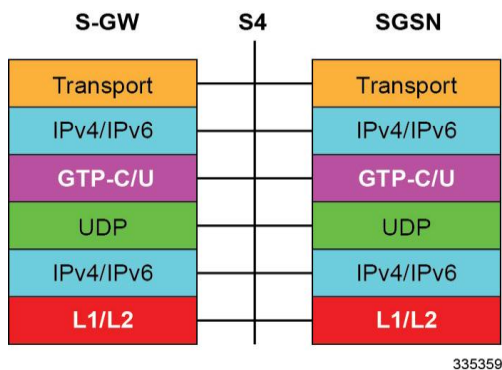 S-GW S4 SGSN
Transport Transport
IPv4/IPv6 IPv4/IPv6
GTP-C/U GTP-C/U
UDP UDP
IPv4/IPv6 IPv4/IPv6
L1/L2 L1/L2
335359